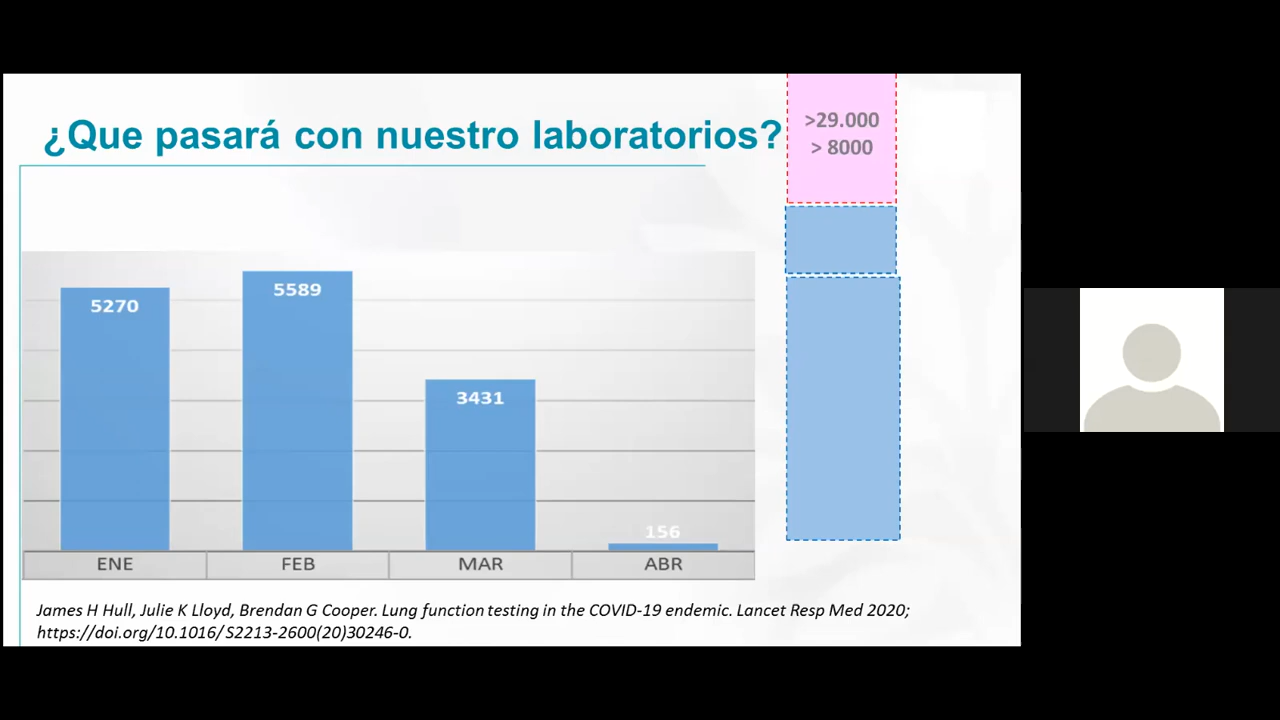 ¿Que pasará con nuestro laboratorios?
>29.000
> 8000
5270
5589
3431
156
ENE
FEB
MAR
ABR
James H Hull, Julie K Lloyd, Brendan G Cooper. Lung function testing in the COVID-19 endemic. Lancet Resp Med 2020;
https://doi.org/10.1016/ S2213-2600(20)30246-0.